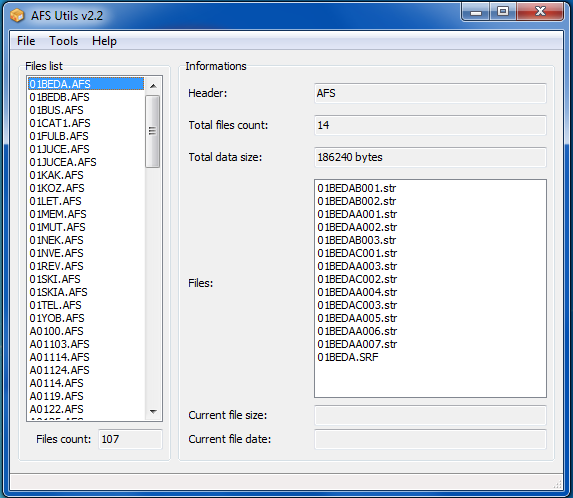 AFS Utils v2.2
File Tools Help
Files list
01BEDA.AFS
01BEDB.AFS
01BUS.AFS
01CAT1.AFS
01FULB.AFS
01JUCE.AFS
01JUCEA.AFS
01KAK.AFS
01KOZ.AFS
01LET.AFS
01MEM.AFS
01MUT.AFS
01NEK.AFS
01NVE.AFS
01REV.AFS
01SKI.AFS
01SKIA.AFS
01TEL.AFS
01YOB.AFS
A0100.AFS
A01103.AFS
A01114.AFS
A01124.AFS
A0114.AFS
A0119.AFS
A0122.AFS
Files count: 107
Informations
Header: AFS
Total files count: 14
Total data size: 186240 bytes
Files:
01BEDAB001.str
01BEDAB002.str
01BEDAA001.str
01BEDAA002.str
01BEDAB003.str
01BEDAC001.str
01BEDAA003.str
01BEDAC002.str
01BEDAA004.str
01BEDAC003.str
01BEDAA005.str
01BEDAA006.str
01BEDAA007.str
01BEDA.SRF
Current file size:
Current file date: